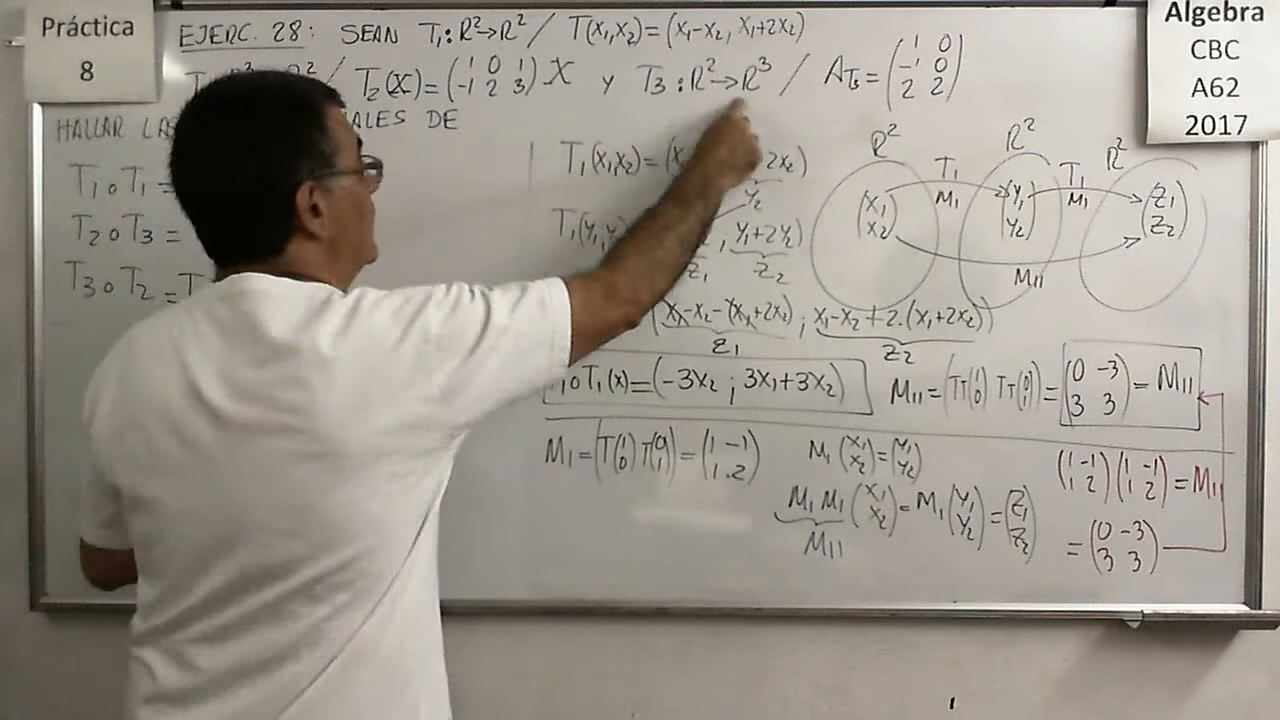 Práctica
8
Algebra
CBC
A62
2017
EJERC. 28: SEAN T₁: R²→R² / T(x₁,x₂)=(x₁-x₂, x₁+2x₂)
R² / T₂(X)=(1 0 1; -1 2 3) X Y T₃: R²→R³ / A_T₃=(1 0; -1 0; 2 2)
HALLAR LAS ALES DE
T₁ o T₁ =
T₂ o T₃ =
T₃ o T₂ =
T₁(x₁,x₂)=( 2x₂)
y₂
T₁(y₁, , y₁+2y₂)
z₁ z₂
(x₁-x₂-(x₁+2x₂) ; x₁-x₂+2.(x₁+2x₂))
z₁ z₂
oT₁(x)=(-3x₂ ; 3x₁+3x₂)
M₁₁=(TT(1; 0) TT(0; 1))=(0 -3; 3 3)=M₁₁
R² R² R²
T₁ T₁
M₁ M₁
(x₁; x₂) (y₁; y₂) (z₁; z₂)
M₁₁
M₁=(T(1; 0) T(0; 1))=(1 -1; 1 2)
M₁(x₁; x₂)=(y₁; y₂)
M₁ M₁(x₁; x₂)=M₁(y₁; y₂)=(z₁; z₂)
M₁₁
(1 -1; 1 2)(1 -1; 1 2)=M₁₁
=(0 -3; 3 3)